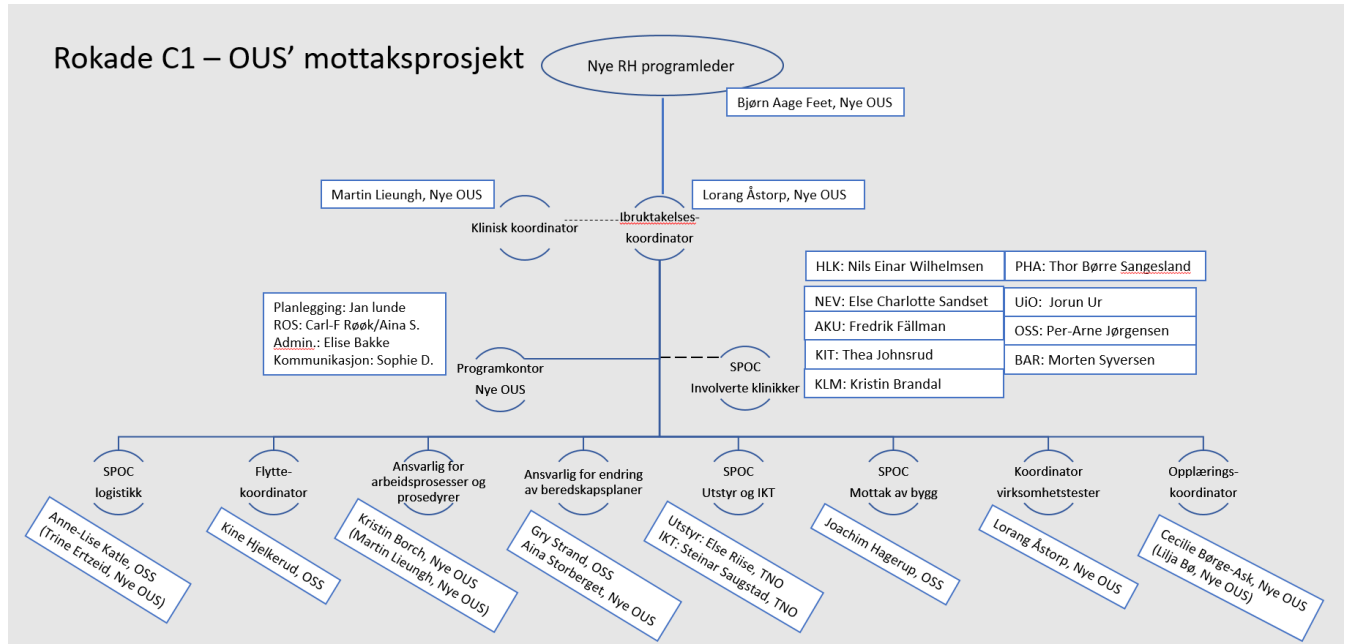 Rokade C1 – OUS’ mottaksprosjekt
Nye RH programleder
Bjørn Aage Feet, Nye OUS
Martin Lieungh, Nye OUS
Lorang Åstorp, Nye OUS
Klinisk koordinator
Ibruktakelses-
koordinator
HLK: Nils Einar Wilhelmsen
PHA: Thor Børre Sangesland
NEV: Else Charlotte Sandset
UiO:  Jorun Ur
AKU: Fredrik Fällman
OSS: Per-Arne Jørgensen
KIT: Thea Johnsrud
BAR: Morten Syversen
KLM: Kristin Brandal
Planlegging: Jan lunde
ROS: Carl-F Røøk/Aina S.
Admin.: Elise Bakke
Kommunikasjon: Sophie D.
Programkontor
Nye OUS
SPOC
Involverte klinikker
SPOC
logistikk
Anne-Lise Katle, OSS
(Trine Ertzeid, Nye OUS)
Flytte-
koordinator
Kine Hjelkerud, OSS
Ansvarlig for
arbeidsprosesser og
prosedyrer
Kristin Borch, Nye OUS
(Martin Lieungh, Nye OUS)
Ansvarlig for endring
av beredskapsplaner
Gry Strand, OSS
Aina Storberget, Nye OUS
SPOC
Utstyr og IKT
Utstyr: Else Riise, TNO
IKT: Steinar Saugstad, TNO
SPOC
Mottak av bygg
Joachim Hagerup, OSS
Koordinator
virksomhetstester
Lorang Åstorp, Nye OUS
Opplærings-
koordinator
Cecilie Børge-Ask, Nye OUS
(Lilja Bø, Nye OUS)